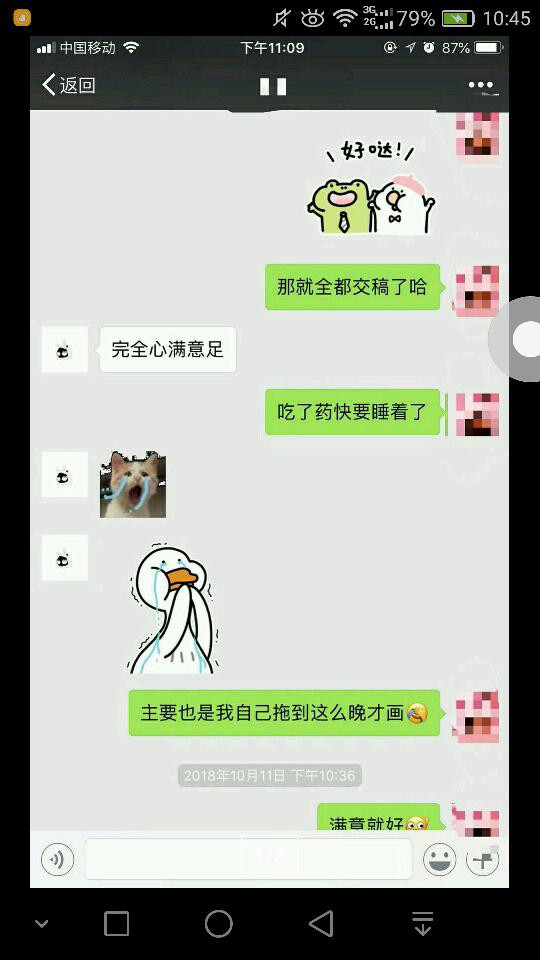 3G
2G
79%
10:45
中国移动
下午11:09
87%
返回
好哒!
那就全都交稿了哈
完全心满意足
吃了药快要睡着了
主要也是我自己拖到这么晚才画
2018年10月11日 下午10:36
满意就好
1/3